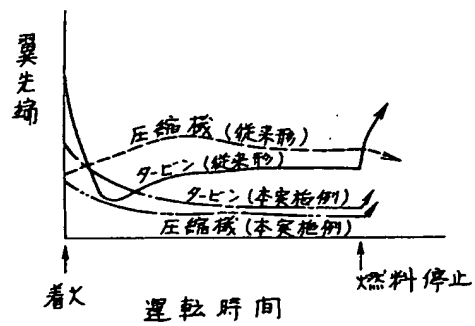 翼先端
圧縮機(従来形)
タービン(従来形)
タービン(本実施例)
圧縮機(本実施例)
着火
燃料停止
運転時間